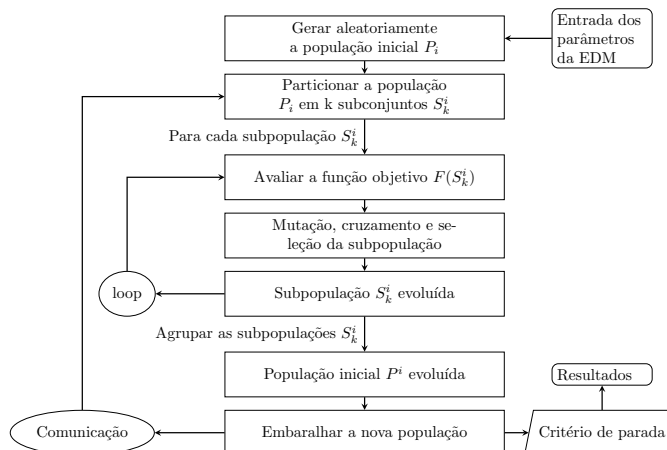 Gerar aleatoriamente
a população inicial P_i
Entrada dos
parâmetros
da EDM
Particionar a população
P_i em k subconjuntos S_k^i
Para cada subpopulação S_k^i
Avaliar a função objetivo F(S_k^i)
Mutação, cruzamento e se-
leção da subpopulação
loop
Subpopulação S_k^i evoluída
Agrupar as subpopulações S_k^i
População inicial P^i evoluída
Resultados
Comunicação
Embaralhar a nova população
Critério de parada